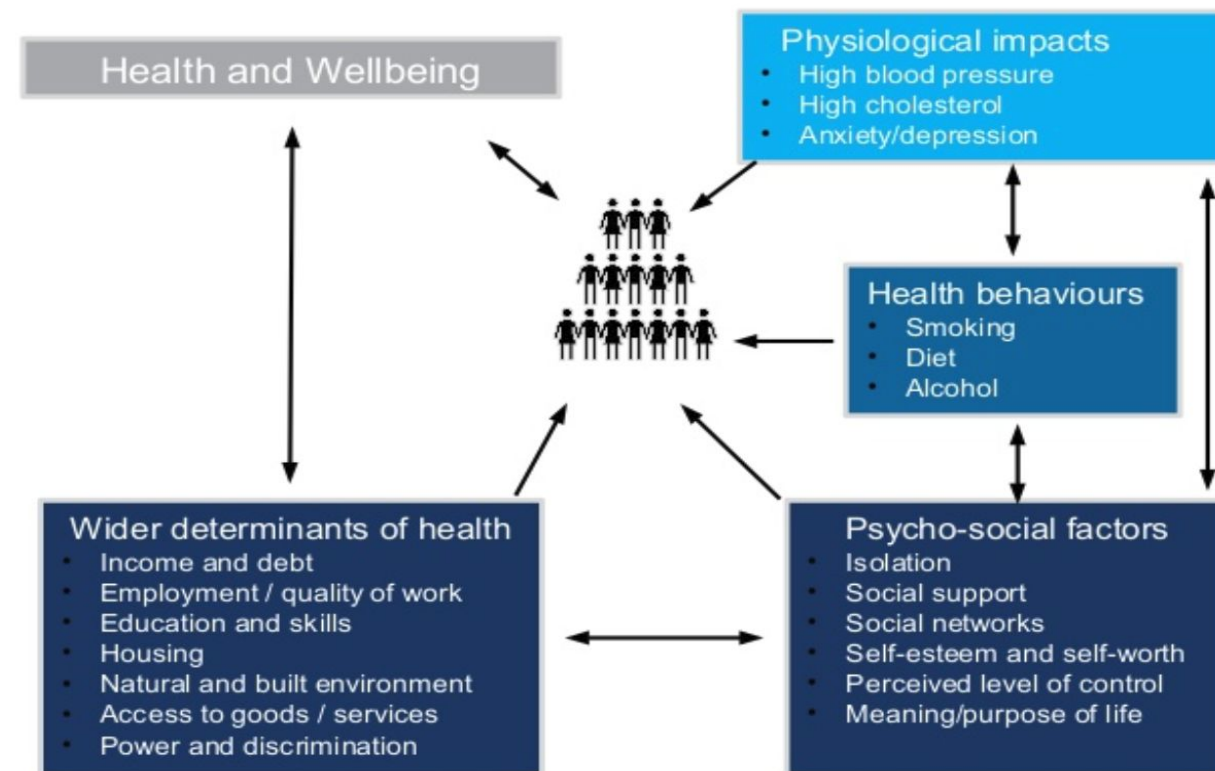 Health and Wellbeing
Physiological impacts
• High blood pressure
• High cholesterol
• Anxiety/depression
Health behaviours
• Smoking
• Diet
• Alcohol
Wider determinants of health
• Income and debt
• Employment / quality of work
• Education and skills
• Housing
• Natural and built environment
• Access to goods / services
• Power and discrimination
Psycho-social factors
• Isolation
• Social support
• Social networks
• Self-esteem and self-worth
• Perceived level of control
• Meaning/purpose of life